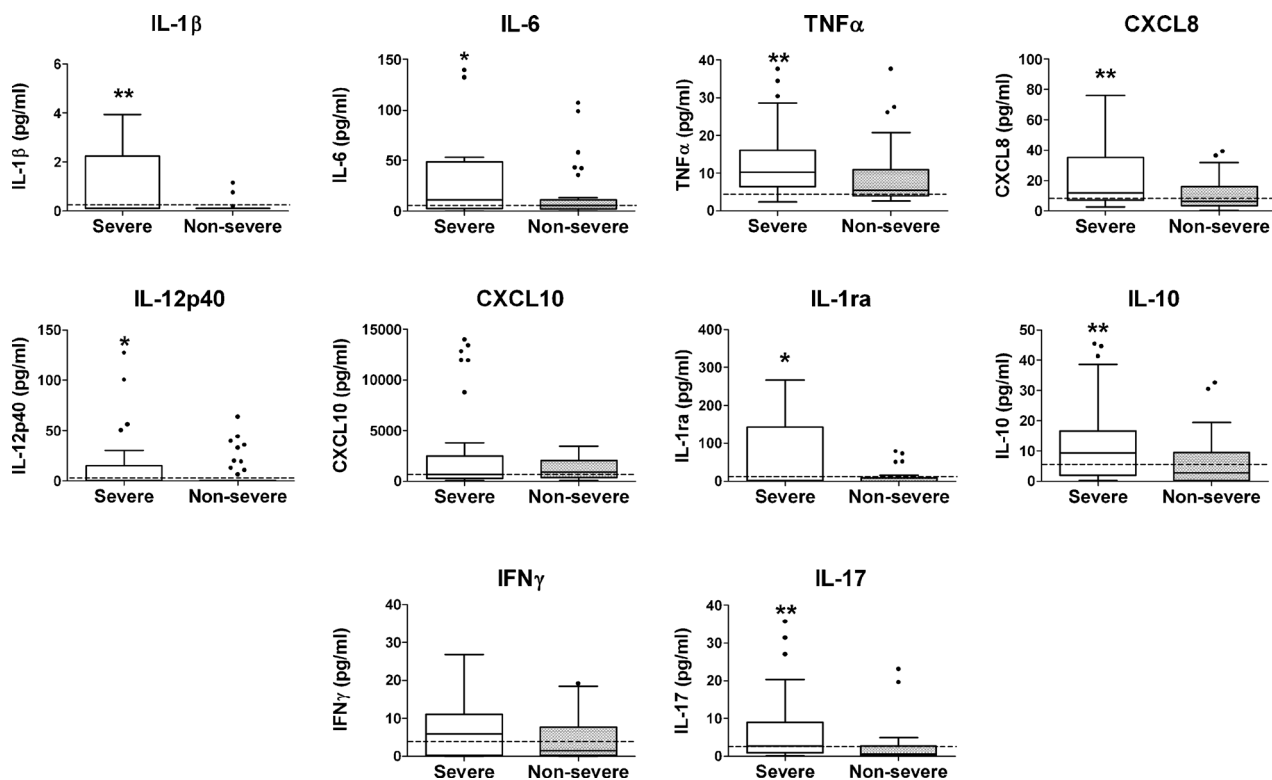 IL-1β
IL-6
TNFα
CXCL8
IL-1β (pg/ml)
6
4
2
0
**
Severe
Non-severe
IL-6 (pg/ml)
150
100
50
0
*
Severe
Non-severe
TNFα (pg/ml)
40
30
20
10
0
**
Severe
Non-severe
CXCL8 (pg/ml)
100
80
60
40
20
0
**
Severe
Non-severe
IL-12p40
CXCL10
IL-1ra
IL-10
IL-12p40 (pg/ml)
150
100
50
0
*
Severe
Non-severe
CXCL10 (pg/ml)
15000
10000
5000
0
Severe
Non-severe
IL-1ra (pg/ml)
400
300
200
100
0
*
Severe
Non-severe
IL-10 (pg/ml)
50
40
30
20
10
0
**
Severe
Non-severe
IFNγ
IL-17
IFNγ (pg/ml)
40
30
20
10
0
Severe
Non-severe
IL-17 (pg/ml)
40
30
20
10
0
**
Severe
Non-severe